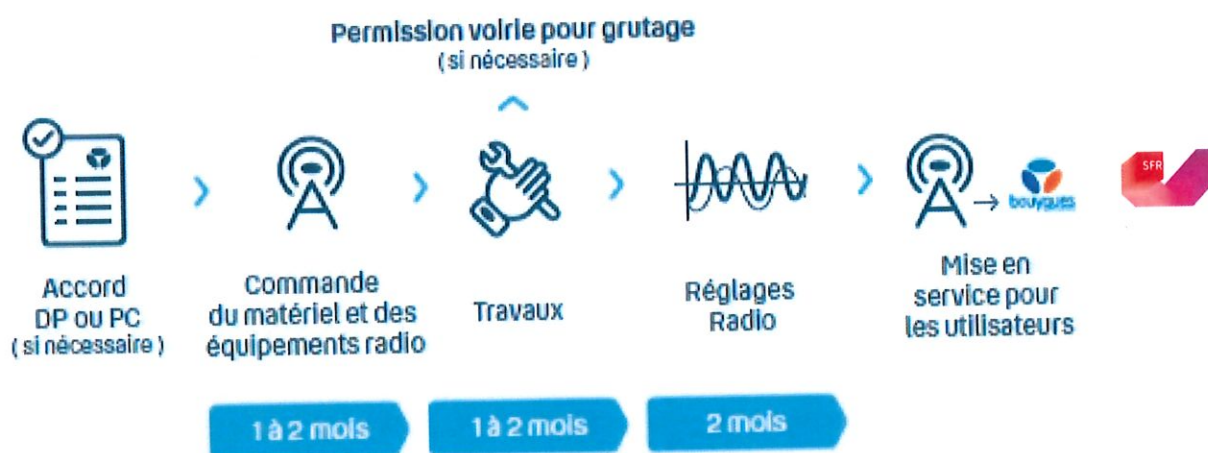 Permission voirie pour grutage
( si nécessaire )
Accord
DP ou PC
( si nécessaire )
Commande
du matériel et des
équipements radio
Travaux
Réglages
Radio
bouygues
SFR
Mise en
service pour
les utilisateurs
1 à 2 mois
1 à 2 mois
2 mois